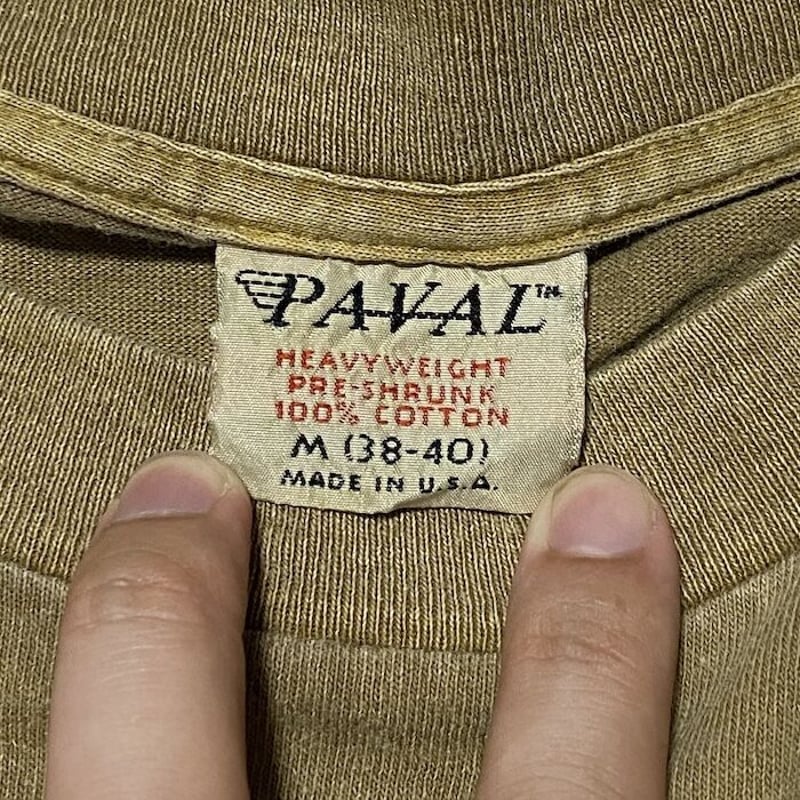 PAVAL™
HEAVYWEIGHT
PRE-SHRUNK
100% COTTON
M (38-40)
MADE IN U.S.A.